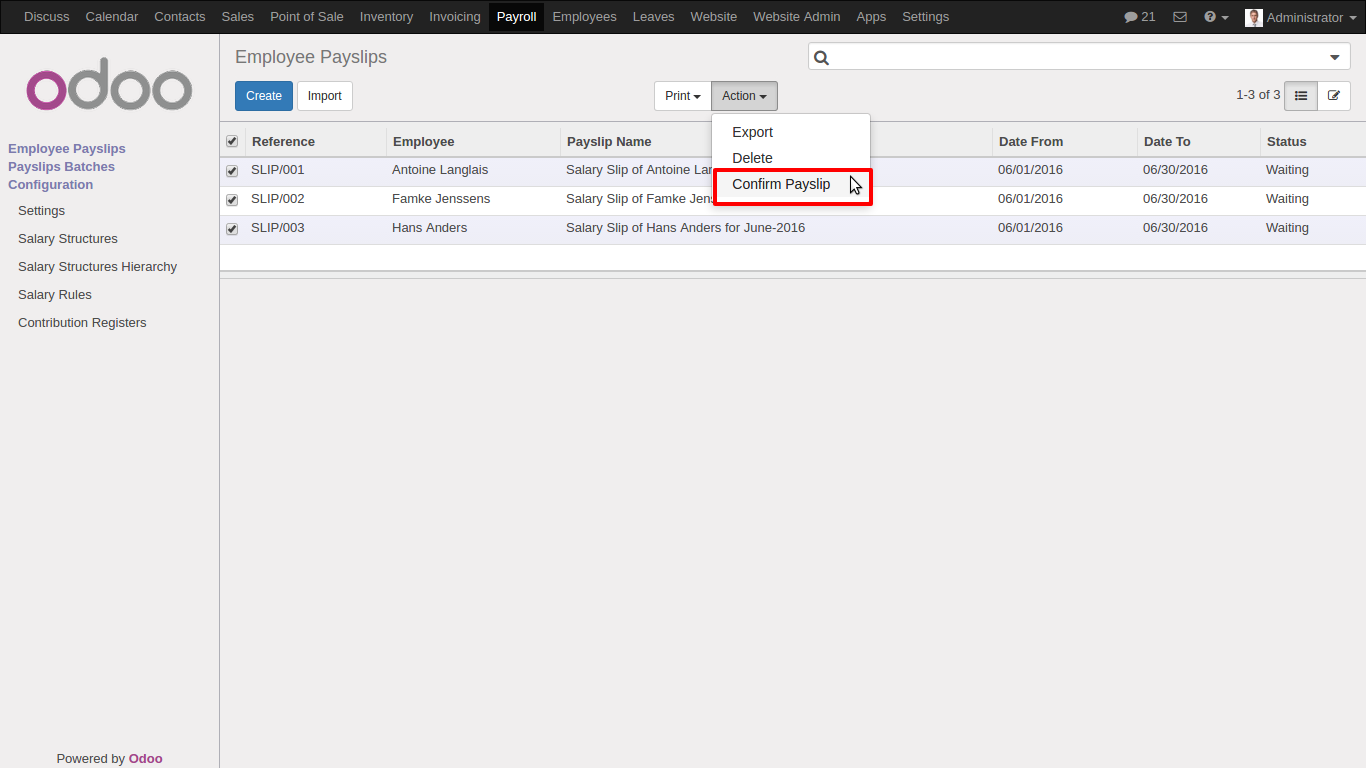 Discuss Calendar Contacts Sales Point of Sale Inventory Invoicing Payroll Employees Leaves Website Website Admin Apps Settings 21 Administrator
odoo
Employee Payslips
Create Import Print Action 1-3 of 3
Export
Delete
Confirm Payslip
Employee Payslips
Payslips Batches
Configuration
Settings
Salary Structures
Salary Structures Hierarchy
Salary Rules
Contribution Registers
Reference Employee Payslip Name Date From Date To Status
SLIP/001 Antoine Langlais Salary Slip of Antoine 06/01/2016 06/30/2016 Waiting
SLIP/002 Famke Jenssens Salary Slip of Famke 06/01/2016 06/30/2016 Waiting
SLIP/003 Hans Anders Salary Slip of Hans Anders for June-2016 06/01/2016 06/30/2016 Waiting
Powered by Odoo